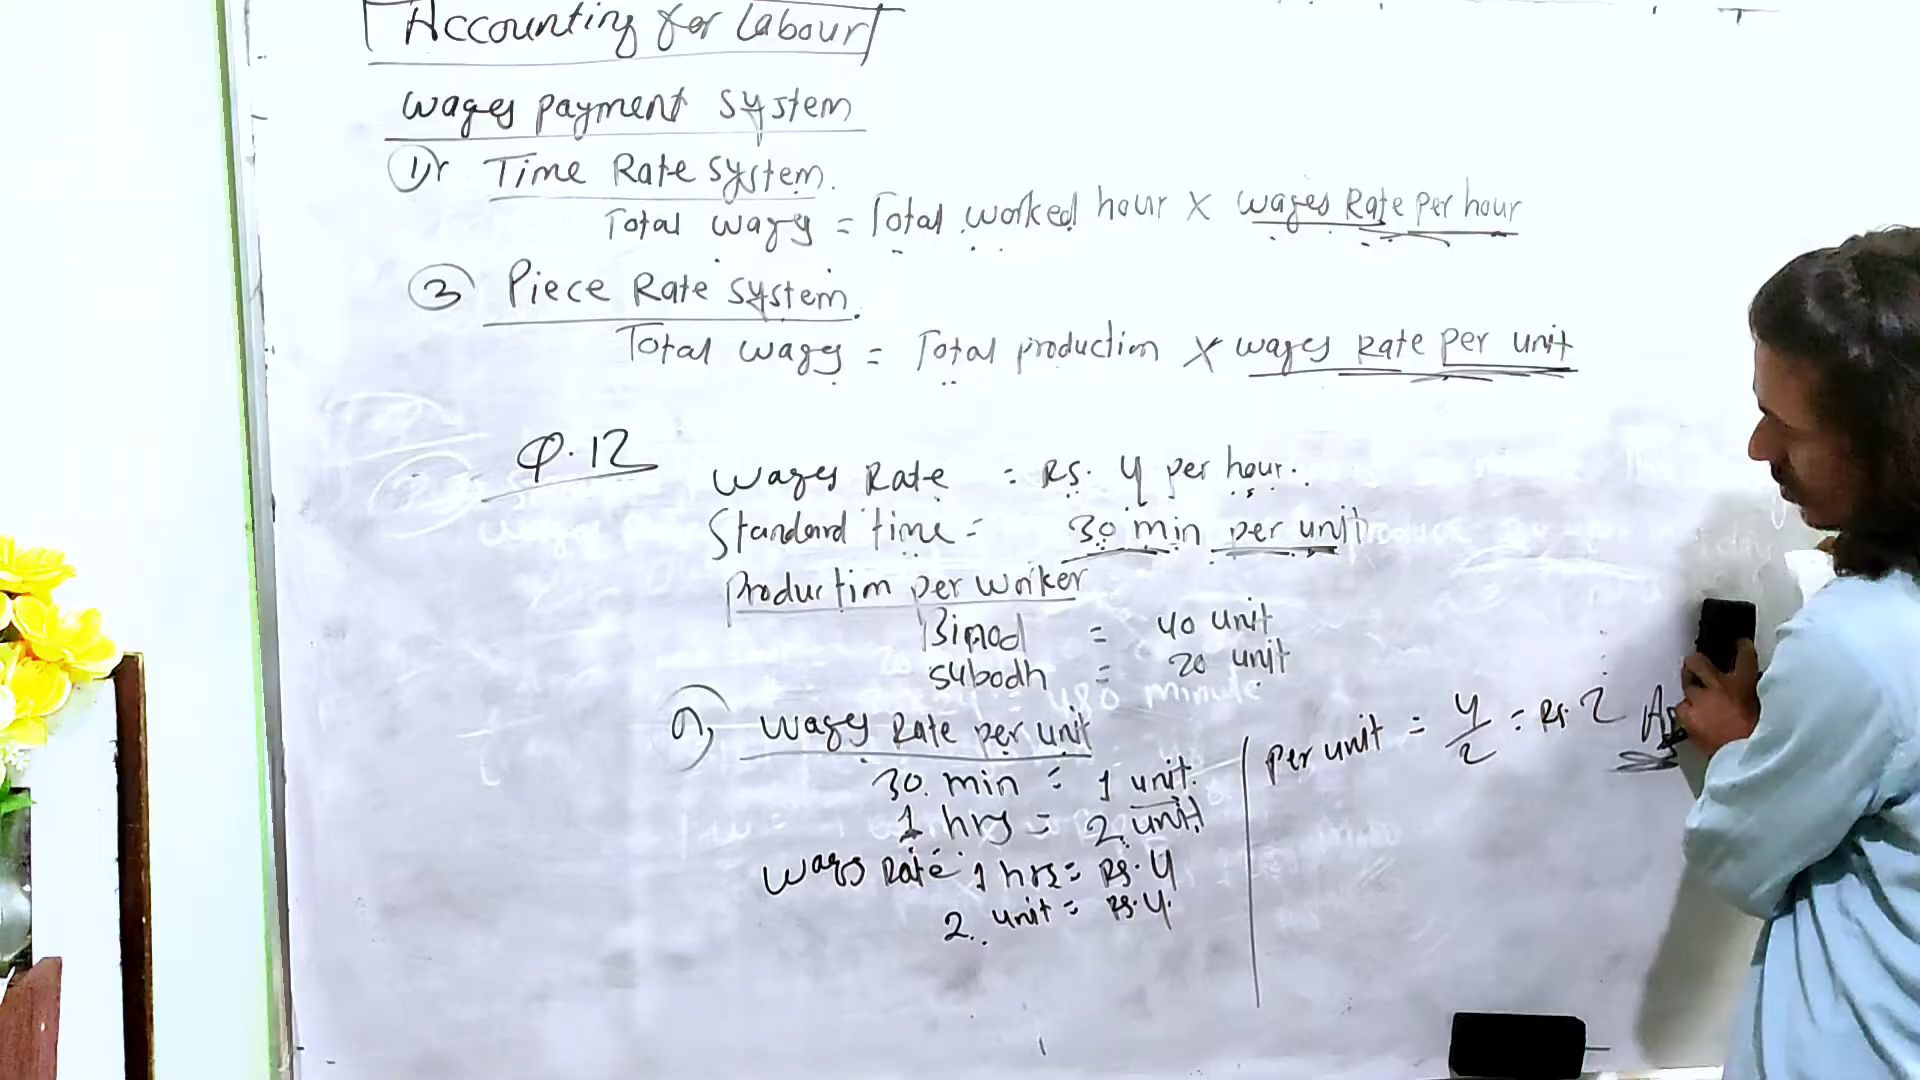 Accounting for Labour
Wages payment system
1) Time Rate system.
Total wages = Total worked hour X wages Rate per hour
2 Piece Rate system.
Total wages = Total production X wages Rate per unit
Q.12
Wages Rate = Rs. 4 per hour.
Standard time = 30 min per unit
Production per worker
Bimod = 40 unit
Subodh = 20 unit
480 minute
a) Wages Rate per unit
30 min = 1 unit.
1 hrs = 2 unit
Wages Rate 1 hrs = Rs. 4
2 unit = Rs. 4.
per unit = 4/2 = Rs. 2